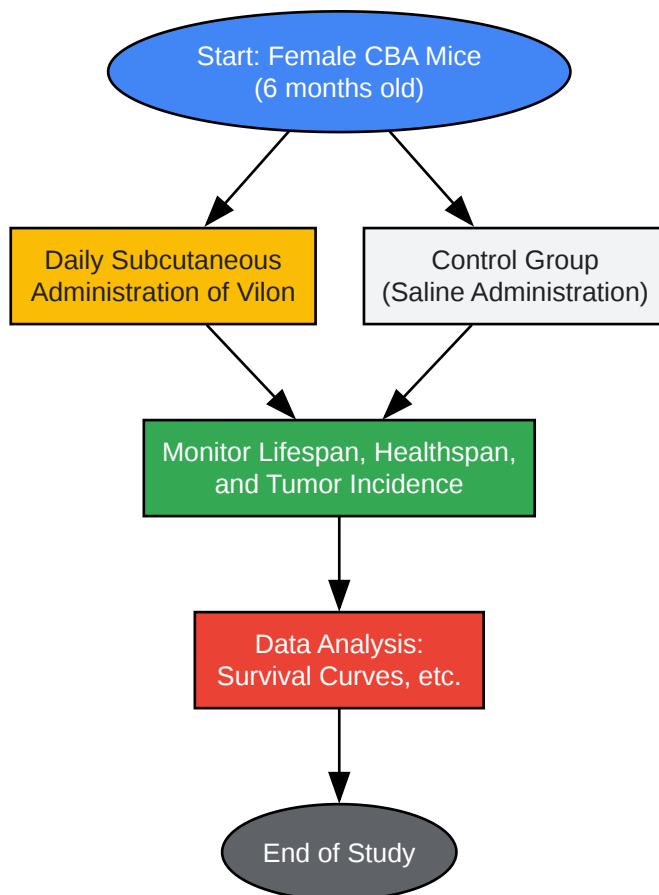 Start: Female CBA Mice
(6 months old)
Daily Subcutaneous
Administration of Vilon
Control Group
(Saline Administration)
Monitor Lifespan, Healthspan,
and Tumor Incidence
Data Analysis:
Survival Curves, etc.
End of Study